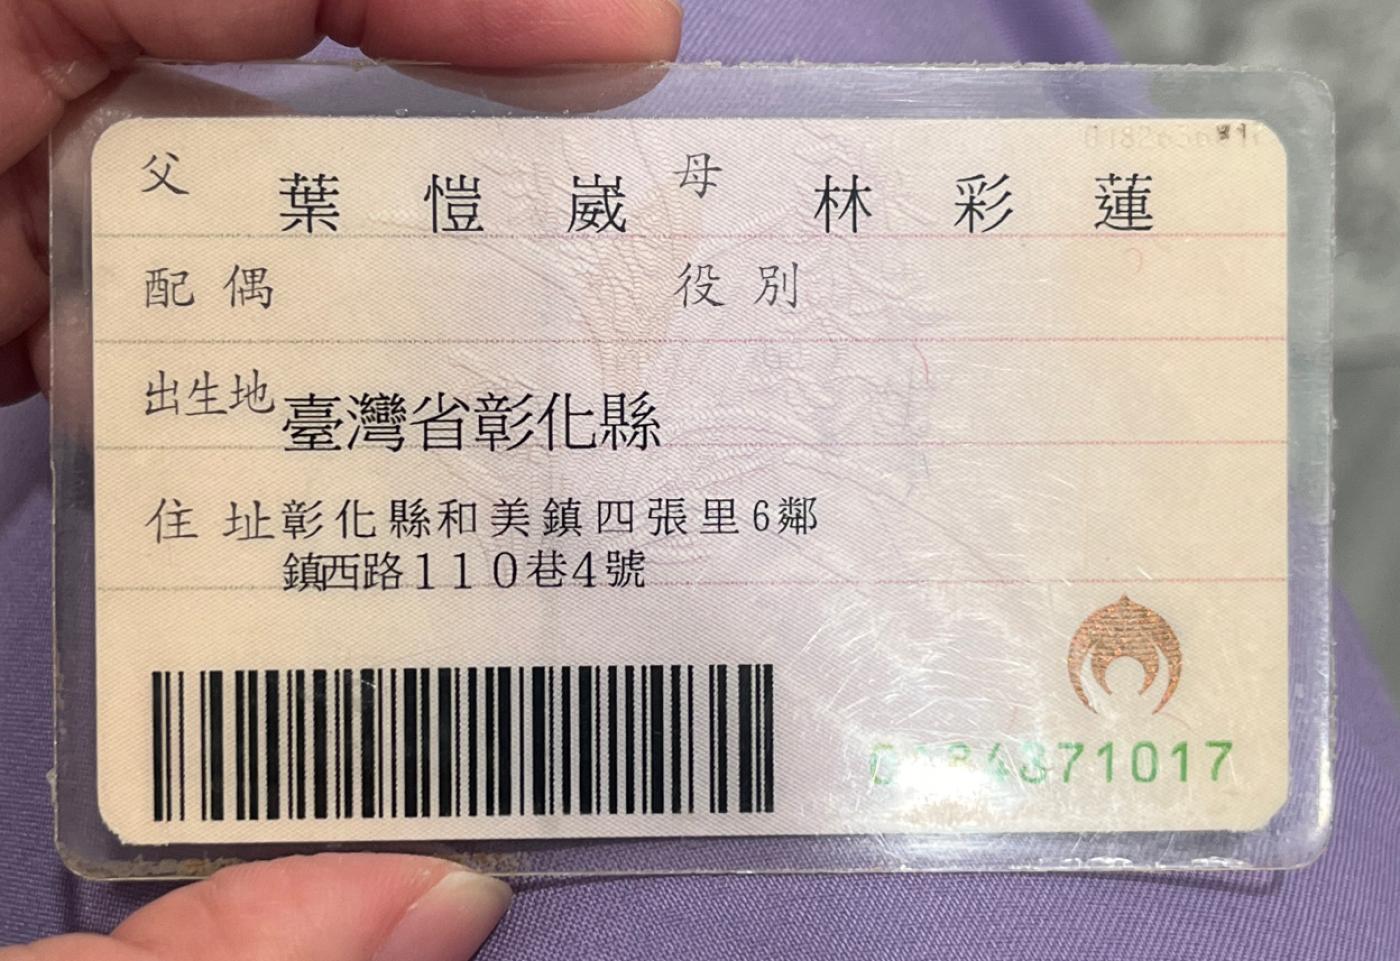 父 葉愷崴 母 林彩蓮
配偶 役別
出生地 臺灣省彰化縣
住址 彰化縣和美鎮四張里6鄰
鎮西路110巷4號